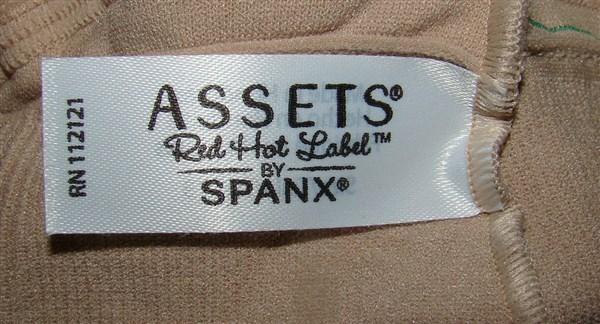 ASSETS®
Red Hot Label™
BY
SPANX®
RN 112121